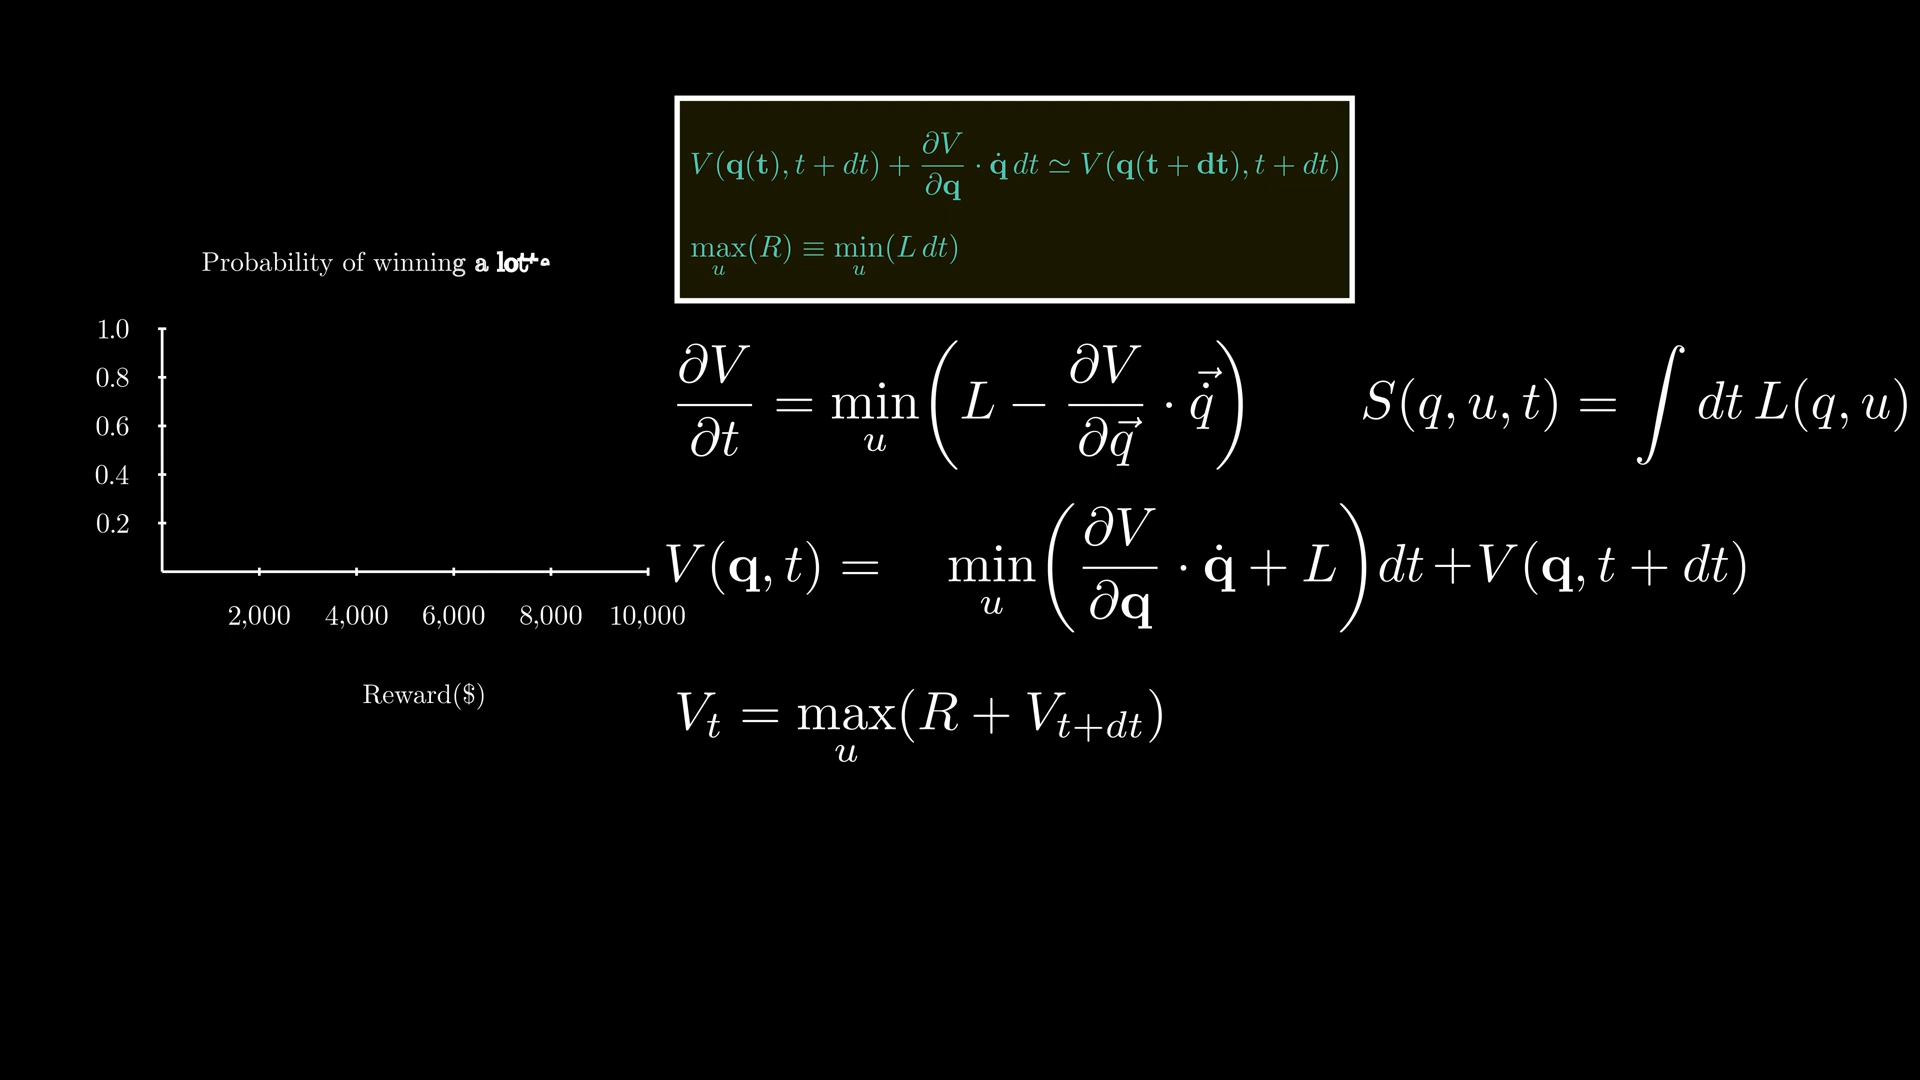 V(q(t), t + dt) + ∂V/∂q · q̇ dt ≃ V(q(t + dt), t + dt)
max_u(R) ≡ min_u(L dt)
Probability of winning a
1.0
0.8
0.6
0.4
0.2
2,000 4,000 6,000 8,000 10,000
Reward($)
∂V/∂t = min_u(L − ∂V/∂q⃗ · q̇⃗)
S(q, u, t) = ∫ dt L(q, u)
V(q, t) = min_u(∂V/∂q · q̇ + L)dt+V(q, t + dt)
V_t = max_u(R + V_{t+dt})